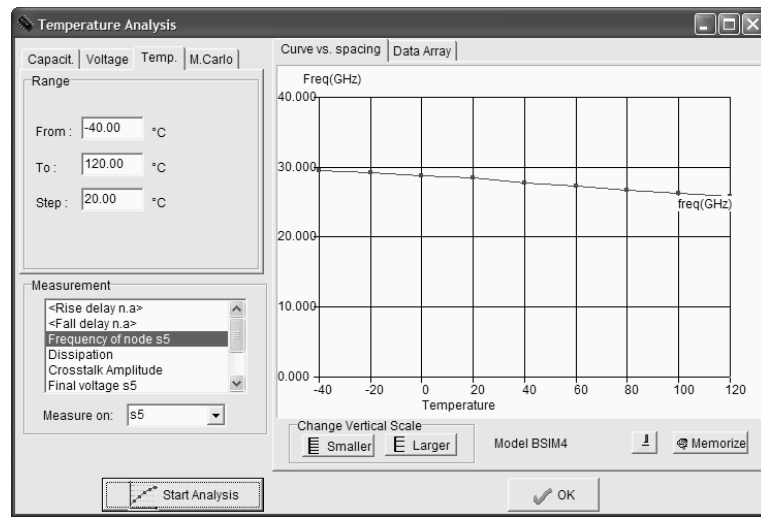 Temperature Analysis
Capacit. Voltage Temp. M.Carlo
Range
From : -40.00 °C
To : 120.00 °C
Step : 20.00 °C
Measurement
<Rise delay n.a>
<Fall delay n.a>
Frequency of node s5
Dissipation
Crosstalk Amplitude
Final voltage s5
Measure on: s5
Start Analysis
Curve vs. spacing Data Array
Freq(GHz)
40.000
30.000
freq(GHz)
20.000
10.000
0.000
-40 -20 0 20 40 60 80 100 120
Temperature
Change Vertical Scale
Smaller Larger Model BSIM4 Memorize
OK